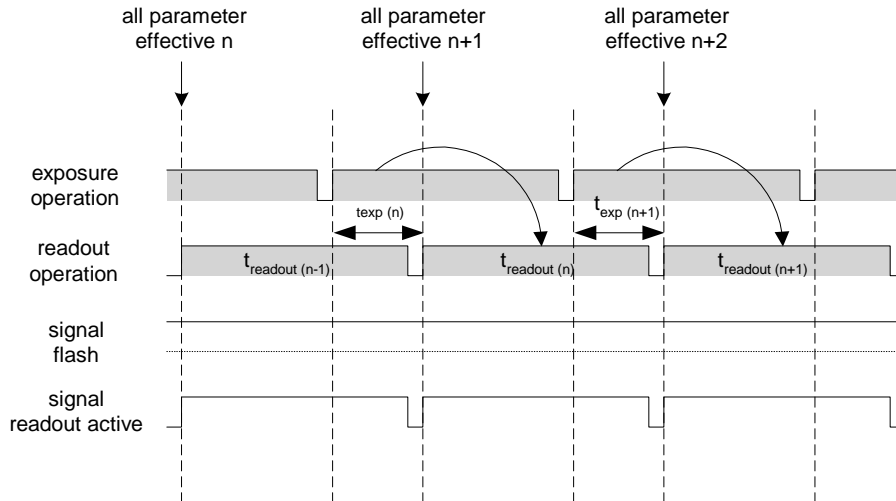 all parameter
effective n
all parameter
effective n+1
all parameter
effective n+2
exposure
operation
texp (n)
texp (n+1)
readout
operation
treadout (n-1)
treadout (n)
treadout (n+1)
signal
flash
signal
readout active